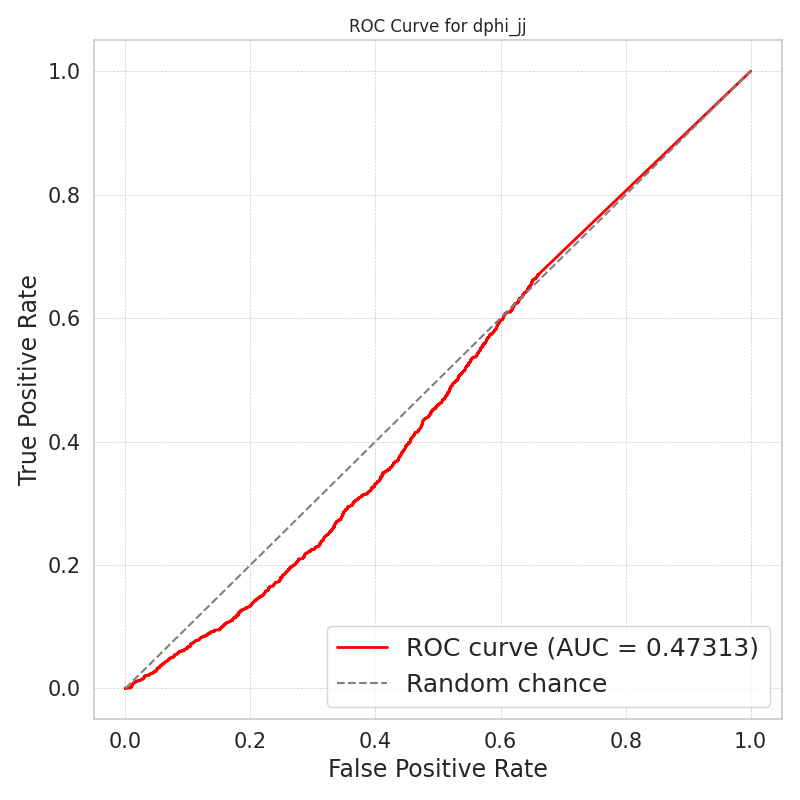 ROC Curve for dphi_jj
True Positive Rate
1.0
0.8
0.6
0.4
0.2
0.0
ROC curve (AUC = 0.47313)
Random chance
0.0
0.2
0.4
0.6
0.8
1.0
False Positive Rate